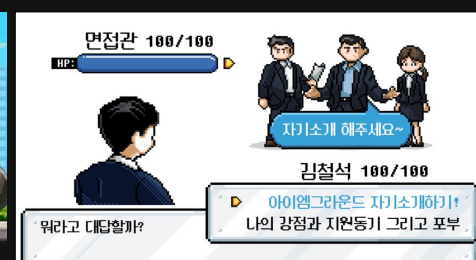 면접관 100/100
HP:
자기소개 해주세요~
김철석 100/100
아이엠그라운드 자기소개하기!
나의 강점과 지원동기 그리고 포부
뭐라고 대답할까?